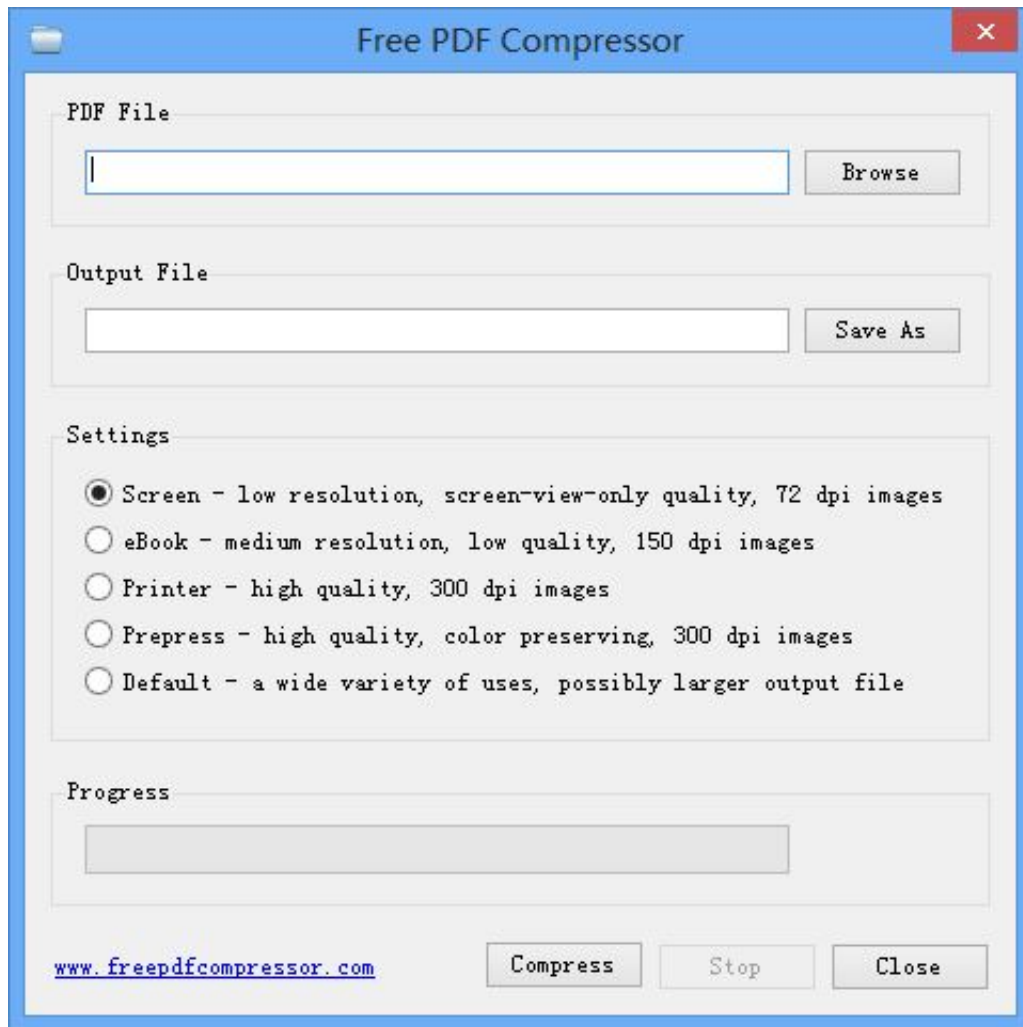 Free PDF Compressor
PDF File
Browse
Output File
Save As
Settings
Screen - low resolution, screen-view-only quality, 72 dpi images
eBook - medium resolution, low quality, 150 dpi images
Printer - high quality, 300 dpi images
Prepress - high quality, color preserving, 300 dpi images
Default - a wide variety of uses, possibly larger output file
Progress
www.freepdfcompressor.com Compress Stop Close